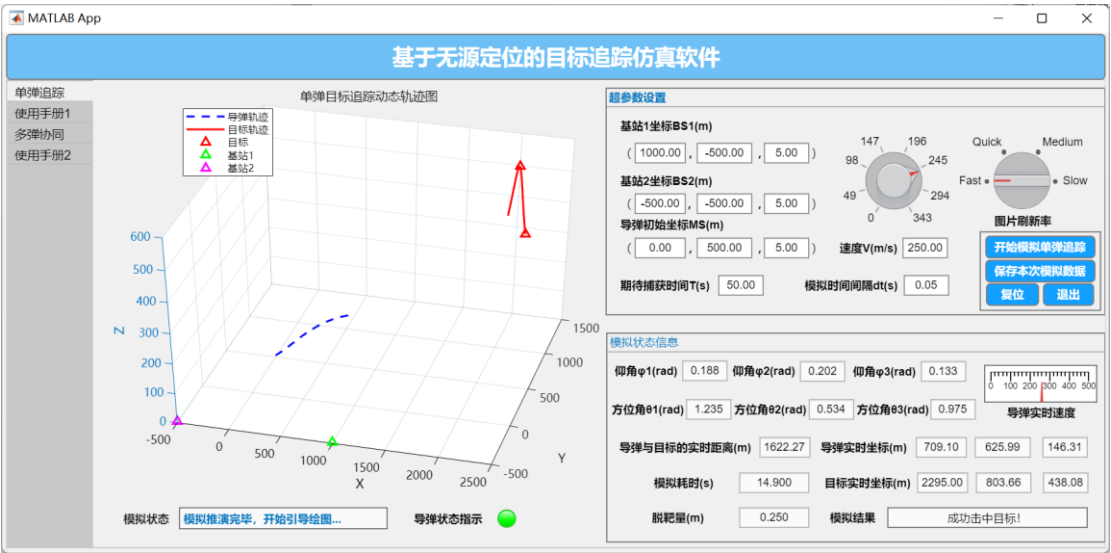 MATLAB App
基于无源定位的目标追踪仿真软件
单弹追踪
使用手册1
多弹协同
使用手册2
单弹目标追踪动态轨迹图
导弹轨迹
目标轨迹
目标
基站1
基站2
600
500
400
300
200
100
0
Z
-500
0
500
1000
1500
2000
2500
X
-500
0
500
1000
1500
Y
模拟状态 模拟推演完毕，开始引导绘图...
导弹状态指示
超参数设置
基站1坐标BS1(m)
( 1000.00 , -500.00 , 5.00 )
基站2坐标BS2(m)
( -500.00 , -500.00 , 5.00 )
导弹初始坐标MS(m)
( 0.00 , 500.00 , 5.00 )
速度V(m/s) 250.00
期待捕获时间T(s) 50.00
模拟时间间隔dt(s) 0.05
0
49
98
147
196
245
294
343
Quick
Medium
Fast
Slow
图片刷新率
开始模拟单弹追踪
保存本次模拟数据
复位 退出
模拟状态信息
仰角φ1(rad) 0.188 仰角φ2(rad) 0.202 仰角φ3(rad) 0.133
方位角θ1(rad) 1.235 方位角θ2(rad) 0.534 方位角θ3(rad) 0.975
0 100 200 300 400 500
导弹实时速度
导弹与目标的实时距离(m) 1622.27 导弹实时坐标(m) 709.10 625.99 146.31
模拟耗时(s) 14.900 目标实时坐标(m) 2295.00 803.66 438.08
脱靶量(m) 0.250 模拟结果 成功击中目标!